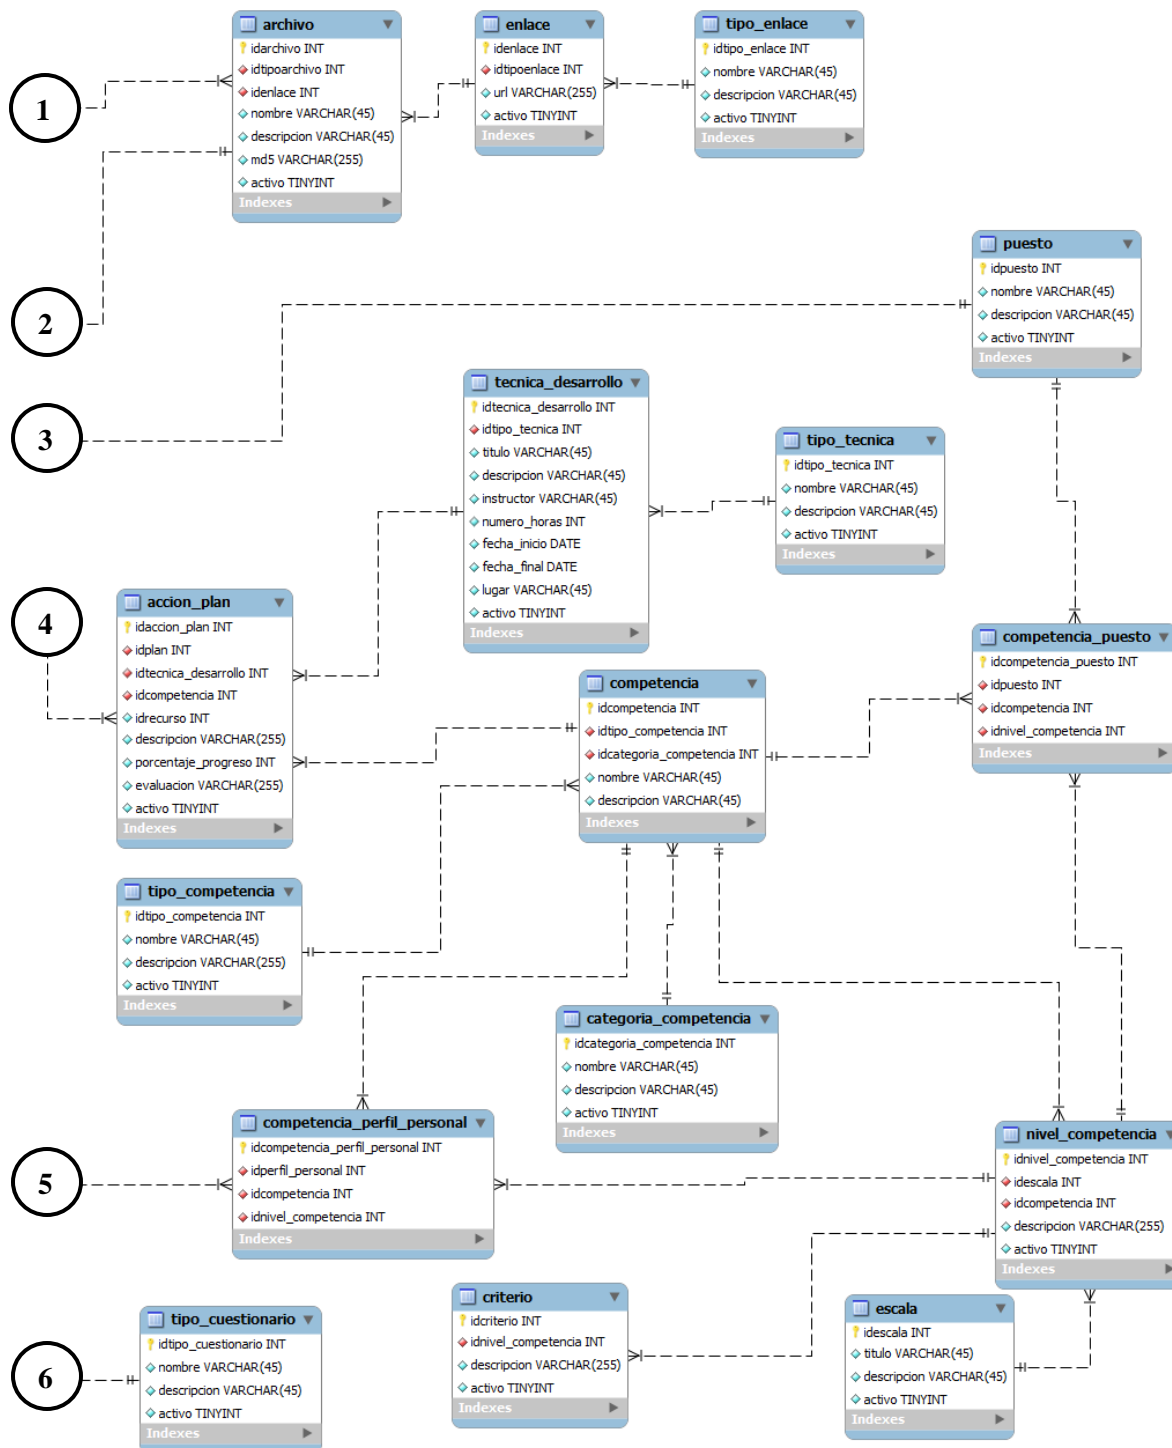 archivo
idarchivo INT
idtipoarchivo INT
idenlace INT
nombre VARCHAR(45)
descripcion VARCHAR(45)
md5 VARCHAR(255)
activo TINYINT
Indexes
enlace
idenlace INT
idtipoenlace INT
url VARCHAR(255)
activo TINYINT
Indexes
tipo_enlace
idtipo_enlace INT
nombre VARCHAR(45)
descripcion VARCHAR(45)
activo TINYINT
Indexes
1
2
3
puesto
idpuesto INT
nombre VARCHAR(45)
descripcion VARCHAR(45)
activo TINYINT
Indexes
tecnica_desarrollo
idtecnica_desarrollo INT
idtipo_tecnica INT
titulo VARCHAR(45)
descripcion VARCHAR(45)
instructor VARCHAR(45)
numero_horas INT
fecha_inicio DATE
fecha_final DATE
lugar VARCHAR(45)
activo TINYINT
Indexes
tipo_tecnica
idtipo_tecnica INT
nombre VARCHAR(45)
descripcion VARCHAR(45)
activo TINYINT
Indexes
4
accion_plan
idaccion_plan INT
idplan INT
idtecnica_desarrollo INT
idcompetencia INT
idrecurso INT
descripcion VARCHAR(255)
porcentaje_progreso INT
evaluacion VARCHAR(255)
activo TINYINT
Indexes
competencia
idcompetencia INT
idtipo_competencia INT
idcategoria_competencia INT
nombre VARCHAR(45)
descripcion VARCHAR(45)
Indexes
competencia_puesto
idcompetencia_puesto INT
idpuesto INT
idcompetencia INT
idnivel_competencia INT
Indexes
tipo_competencia
idtipo_competencia INT
nombre VARCHAR(45)
descripcion VARCHAR(255)
activo TINYINT
Indexes
categoria_competencia
idcategoria_competencia INT
nombre VARCHAR(45)
descripcion VARCHAR(45)
activo TINYINT
Indexes
5
competencia_perfil_personal
idcompetencia_perfil_personal INT
idperfil_personal INT
idcompetencia INT
idnivel_competencia INT
Indexes
nivel_competencia
idnivel_competencia INT
idescala INT
idcompetencia INT
descripcion VARCHAR(255)
activo TINYINT
Indexes
6
tipo_cuestionario
idtipo_cuestionario INT
nombre VARCHAR(45)
descripcion VARCHAR(45)
activo TINYINT
Indexes
criterio
idcriterio INT
idnivel_competencia INT
descripcion VARCHAR(255)
activo TINYINT
Indexes
escala
idescala INT
titulo VARCHAR(45)
descripcion VARCHAR(45)
activo TINYINT
Indexes